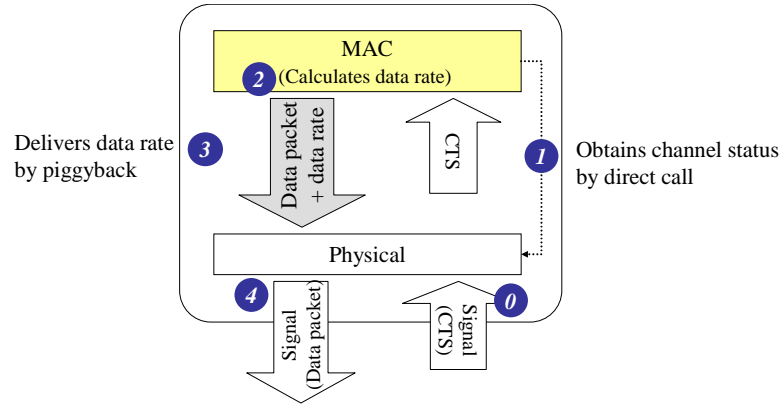 MAC
2
(Calculates data rate)
Delivers data rate
by piggyback
3
Data packet
+ data rate
CTS
1
Obtains channel status
by direct call
Physical
4
Signal
(Data packet)
0
Signal
(CTS)